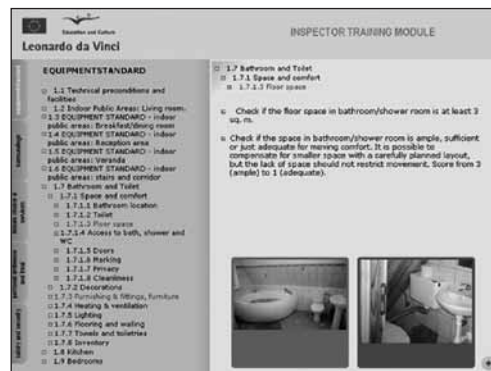 Education and Culture
Leonardo da Vinci
INSPECTOR TRAINING MODULE
EQUIPMENTSTANDARD
1.1 Technical preconditions and
facilities
1.2 Indoor Public Areas: Living room.
1.3 EQUIPMENT STANDARD - indoor
public areas: Breakfast/dining room
1.4 EQUIPMENT STANDARD - indoor
public areas: Reception area
1.5 EQUIPMENT STANDARD - indoor
public areas: Veranda
1.6 EQUIPMENT STANDARD - indoor
public areas: stairs and corridor
1.7 Bathroom and Toilet
1.7.1 Space and comfort
1.7.1.1 Bathroom location
1.7.1.2 Toilet
1.7.1.3 Floor space
1.7.1.4 Access to bath, shower and
WC
1.7.1.5 Doors
1.7.1.6 Marking
1.7.1.7 Privacy
1.7.1.8 Cleanliness
1.7.2 Decorations
1.7.3 Furnishing & fittings, furniture
1.7.4 Heating & ventilation
1.7.5 Lighting
1.7.6 Flooring and walling
1.7.7 Towels and toiletries
1.7.8 Inventory
1.8 Kitchen
1.9 Bedrooms
1.7 Bathroom and Toilet
1.7.1 Space and comfort
1.7.1.3 Floor space
Check if the floor space in bathroom/shower room is at least 3
sq. m.
Check if the space in bathroom/shower room is ample, sufficient
or just adequate for moving comfort. It is possible to
compensate for smaller space with a carefully planned layout,
but the lack of space should not restrict movement. Score from 3
(ample) to 1 (adequate).